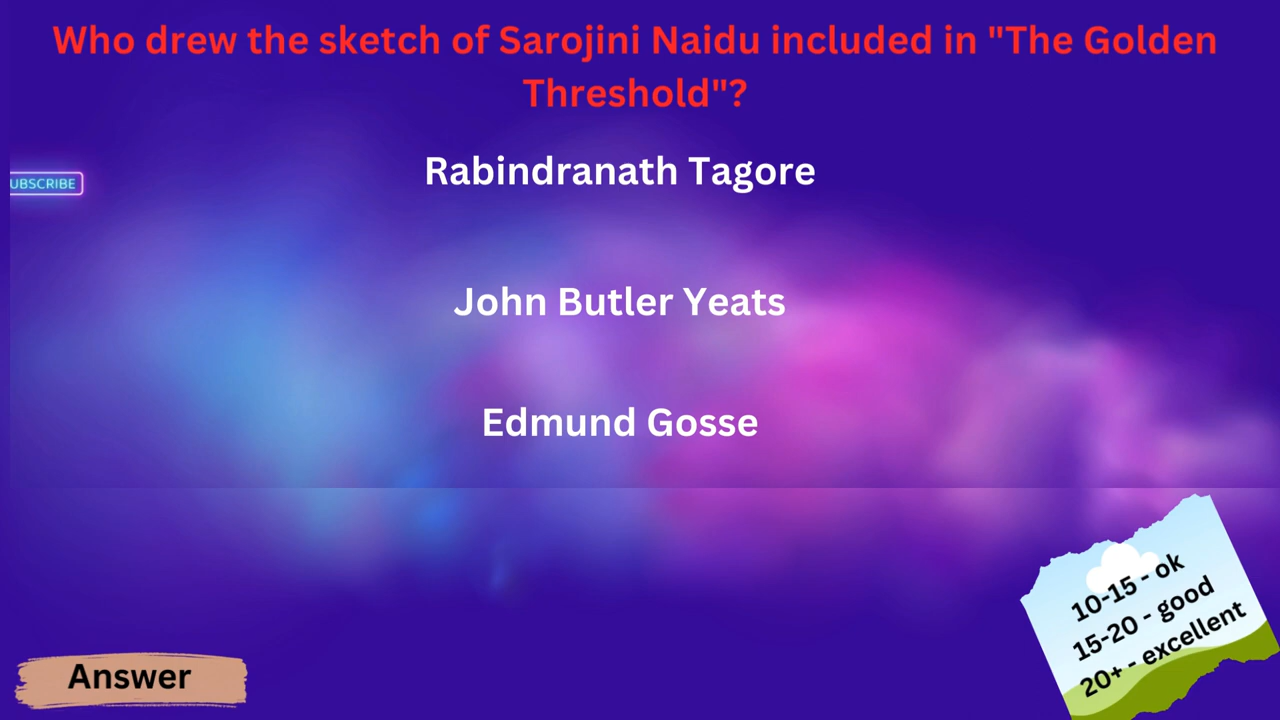 Who drew the sketch of Sarojini Naidu included in "The Golden
Threshold"?
Rabindranath Tagore
UBSCRIBE
John Butler Yeats
Edmund Gosse
10-15 - ok
15-20 - good
20+ - excellent
Answer